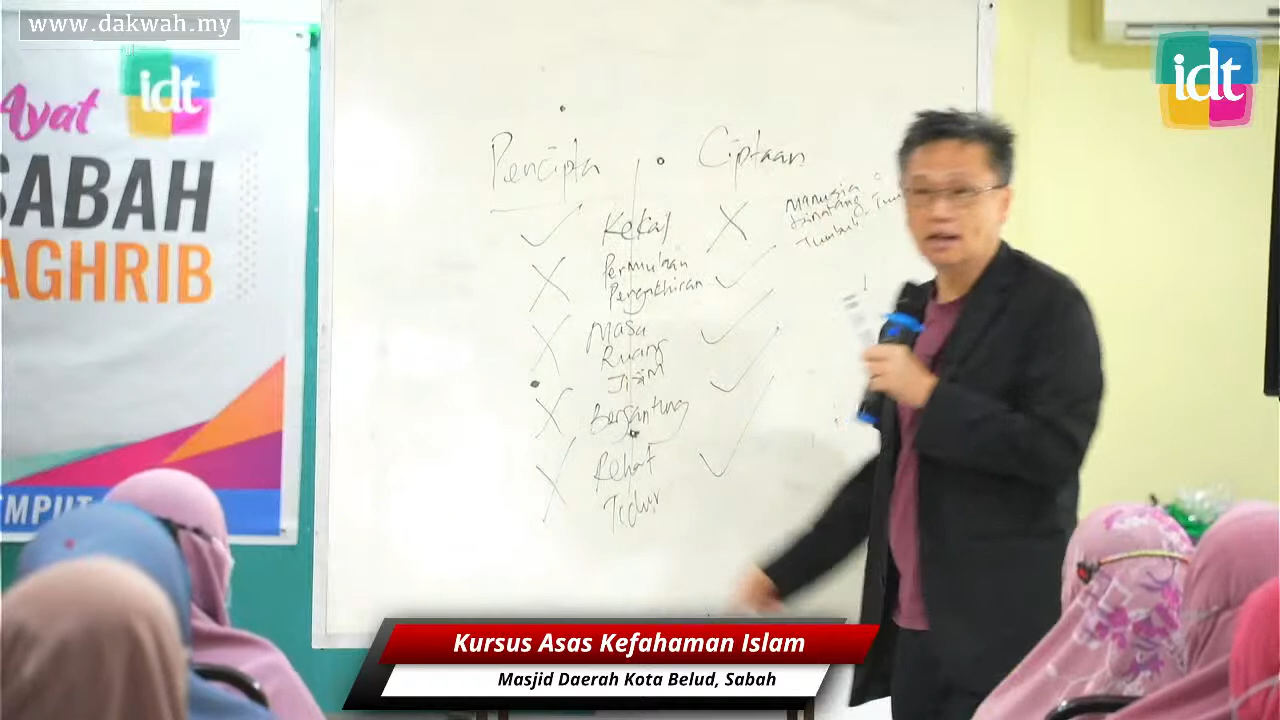 www.dakwah.my
idt
Ayat
idt
SABAH
AGHRIB
EMPUT
Pencipta
Ciptaan
Kekal
Manusia
binatang
Permulaan
Pengakhiran
Masa
Ruang
Jisim
Bergantung
Rehat
Tidur
Kursus Asas Kefahaman Islam
Masjid Daerah Kota Belud, Sabah